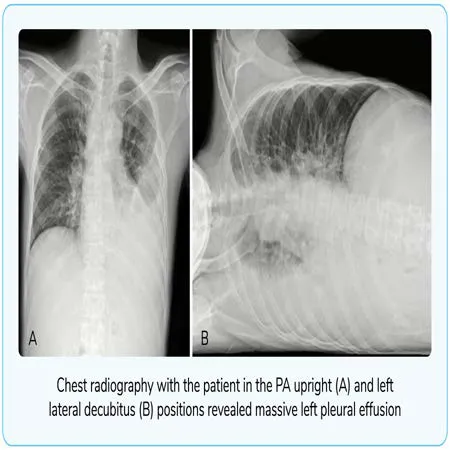 A
B
Chest radiography with the patient in the PA upright (A) and left
lateral decubitus (B) positions revealed massive left pleural effusion